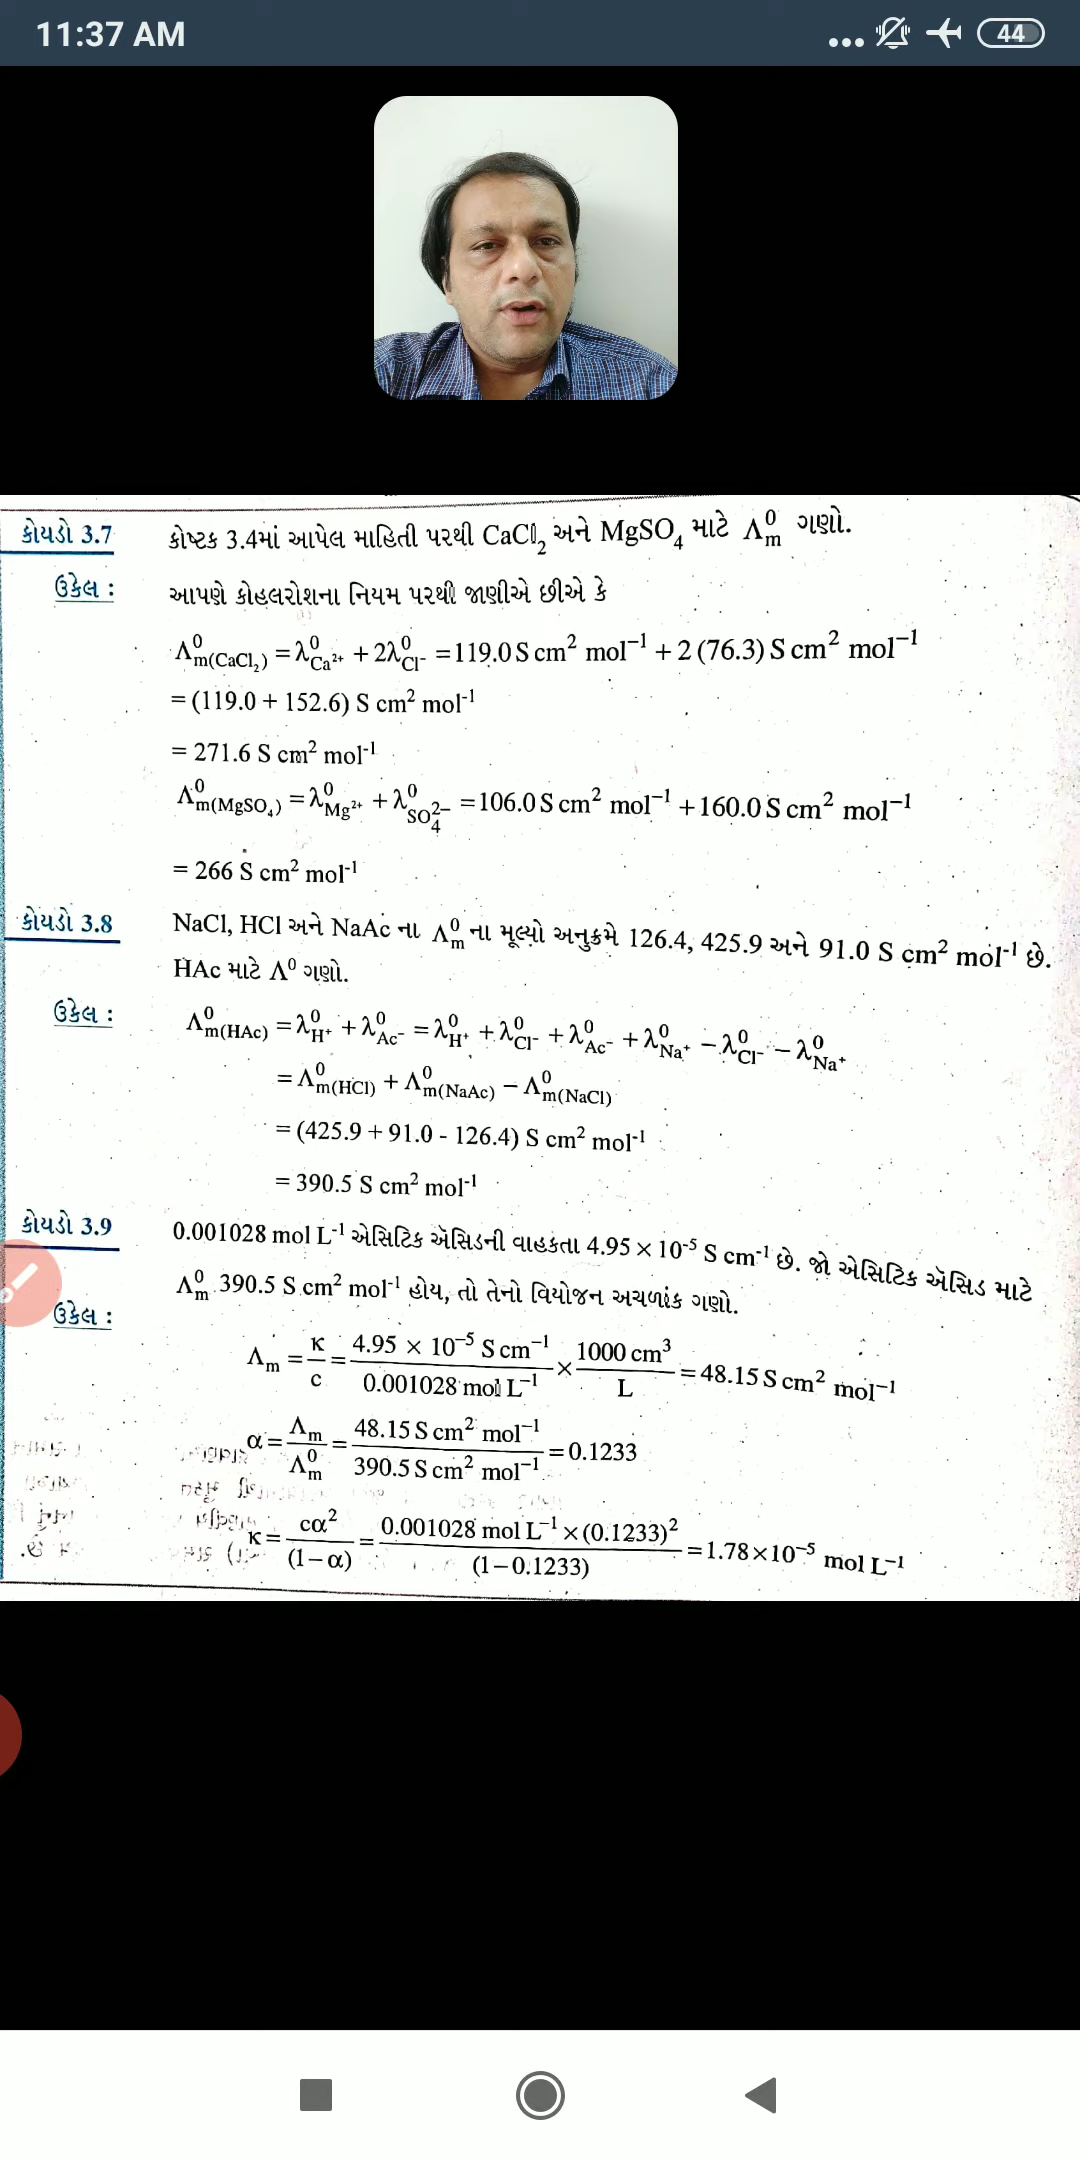 11:37 AM
44
કોયડો 3.7 કોષ્ટક 3.4માં આપેલ માહિતી પરથી CaCl₂ અને MgSO₄ માટે Λ⁰m ગણો.
ઉકેલ : આપણે કોહલરોશના નિયમ પરથી જાણીએ છીએ કે
Λ⁰m(CaCl₂) = λ⁰Ca²⁺ + 2λ⁰Cl⁻ = 119.0 S cm² mol⁻¹ + 2 (76.3) S cm² mol⁻¹
= (119.0 + 152.6) S cm² mol⁻¹
= 271.6 S cm² mol⁻¹
Λ⁰m(MgSO₄) = λ⁰Mg²⁺ + λ⁰SO₄²⁻ = 106.0 S cm² mol⁻¹ + 160.0 S cm² mol⁻¹
= 266 S cm² mol⁻¹
કોયડો 3.8 NaCl, HCl અને NaAc ના Λ⁰m ના મૂલ્યો અનુક્રમે 126.4, 425.9 અને 91.0 S cm² mol⁻¹ છે.
HAc માટે Λ⁰ ગણો.
ઉકેલ : Λ⁰m(HAc) = λ⁰H⁺ + λ⁰Ac⁻ = λ⁰H⁺ + λ⁰Cl⁻ + λ⁰Ac⁻ + λ⁰Na⁺ − λ⁰Cl⁻ − λ⁰Na⁺
= Λ⁰m(HCl) + Λ⁰m(NaAc) − Λ⁰m(NaCl)
= (425.9 + 91.0 - 126.4) S cm² mol⁻¹
= 390.5 S cm² mol⁻¹
કોયડો 3.9 0.001028 mol L⁻¹ એસિટિક ઍસિડની વાહકતા 4.95 × 10⁻⁵ S cm⁻¹ છે. જો એસિટિક ઍસિડ માટે
Λ⁰m 390.5 S cm² mol⁻¹ હોય, તો તેનો વિયોજન અચળાંક ગણો.
ઉકેલ : Λm = κ/c = 4.95 × 10⁻⁵ S cm⁻¹ / 0.001028 mol L⁻¹ × 1000 cm³ / L = 48.15 S cm² mol⁻¹
α = Λm / Λ⁰m = 48.15 S cm² mol⁻¹ / 390.5 S cm² mol⁻¹ = 0.1233
κ = cα² / (1−α) = 0.001028 mol L⁻¹ × (0.1233)² / (1−0.1233) = 1.78×10⁻⁵ mol L⁻¹